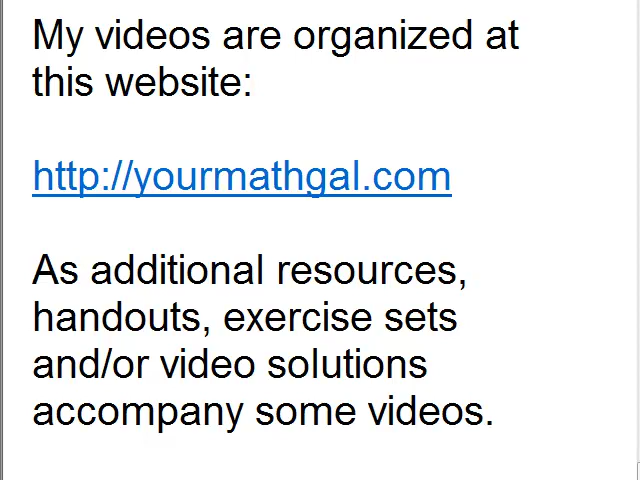 My videos are organized at
this website:
http://yourmathgal.com
As additional resources,
handouts, exercise sets
and/or video solutions
accompany some videos.